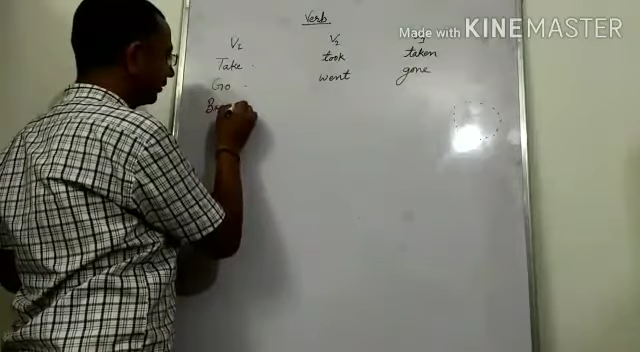 Verb
Made with KINEMASTER
V1 V2
Take - took taken
Go - went gone